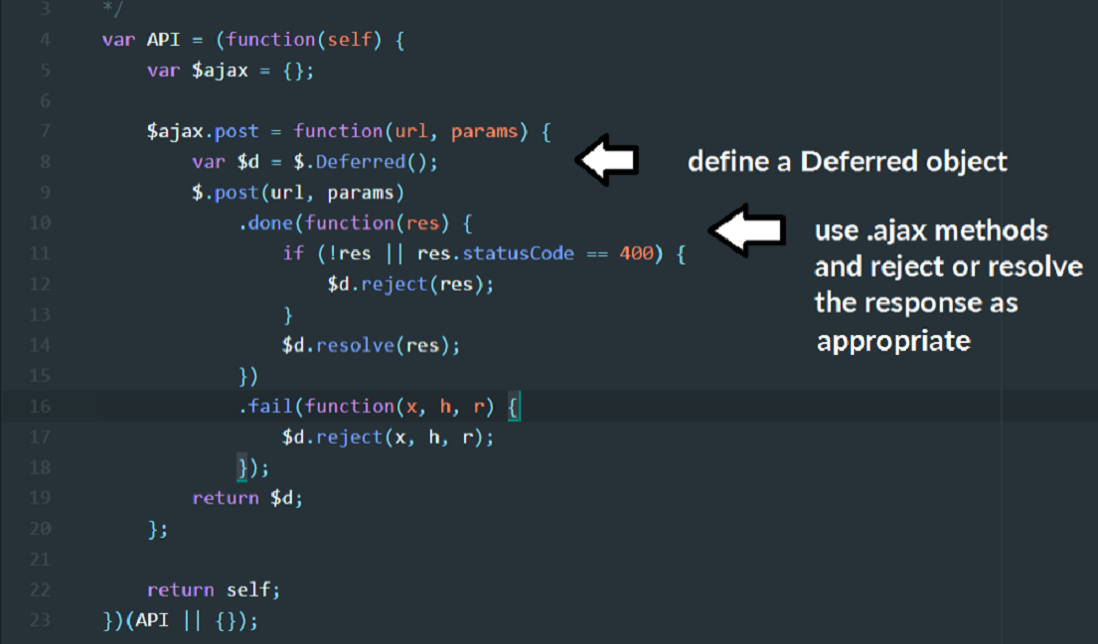 3 */
4 var API = (function(self) {
5 var $ajax = {};
6
7 $ajax.post = function(url, params) {
8 var $d = $.Deferred();
define a Deferred object
9 $.post(url, params)
10 .done(function(res) {
11 if (!res || res.statusCode == 400) {
12 $d.reject(res);
13 }
14 $d.resolve(res);
use .ajax methods
and reject or resolve
the response as
appropriate
15 })
16 .fail(function(x, h, r) {
17 $d.reject(x, h, r);
18 });
19 return $d;
20 };
21
22 return self;
23 })(API || {});